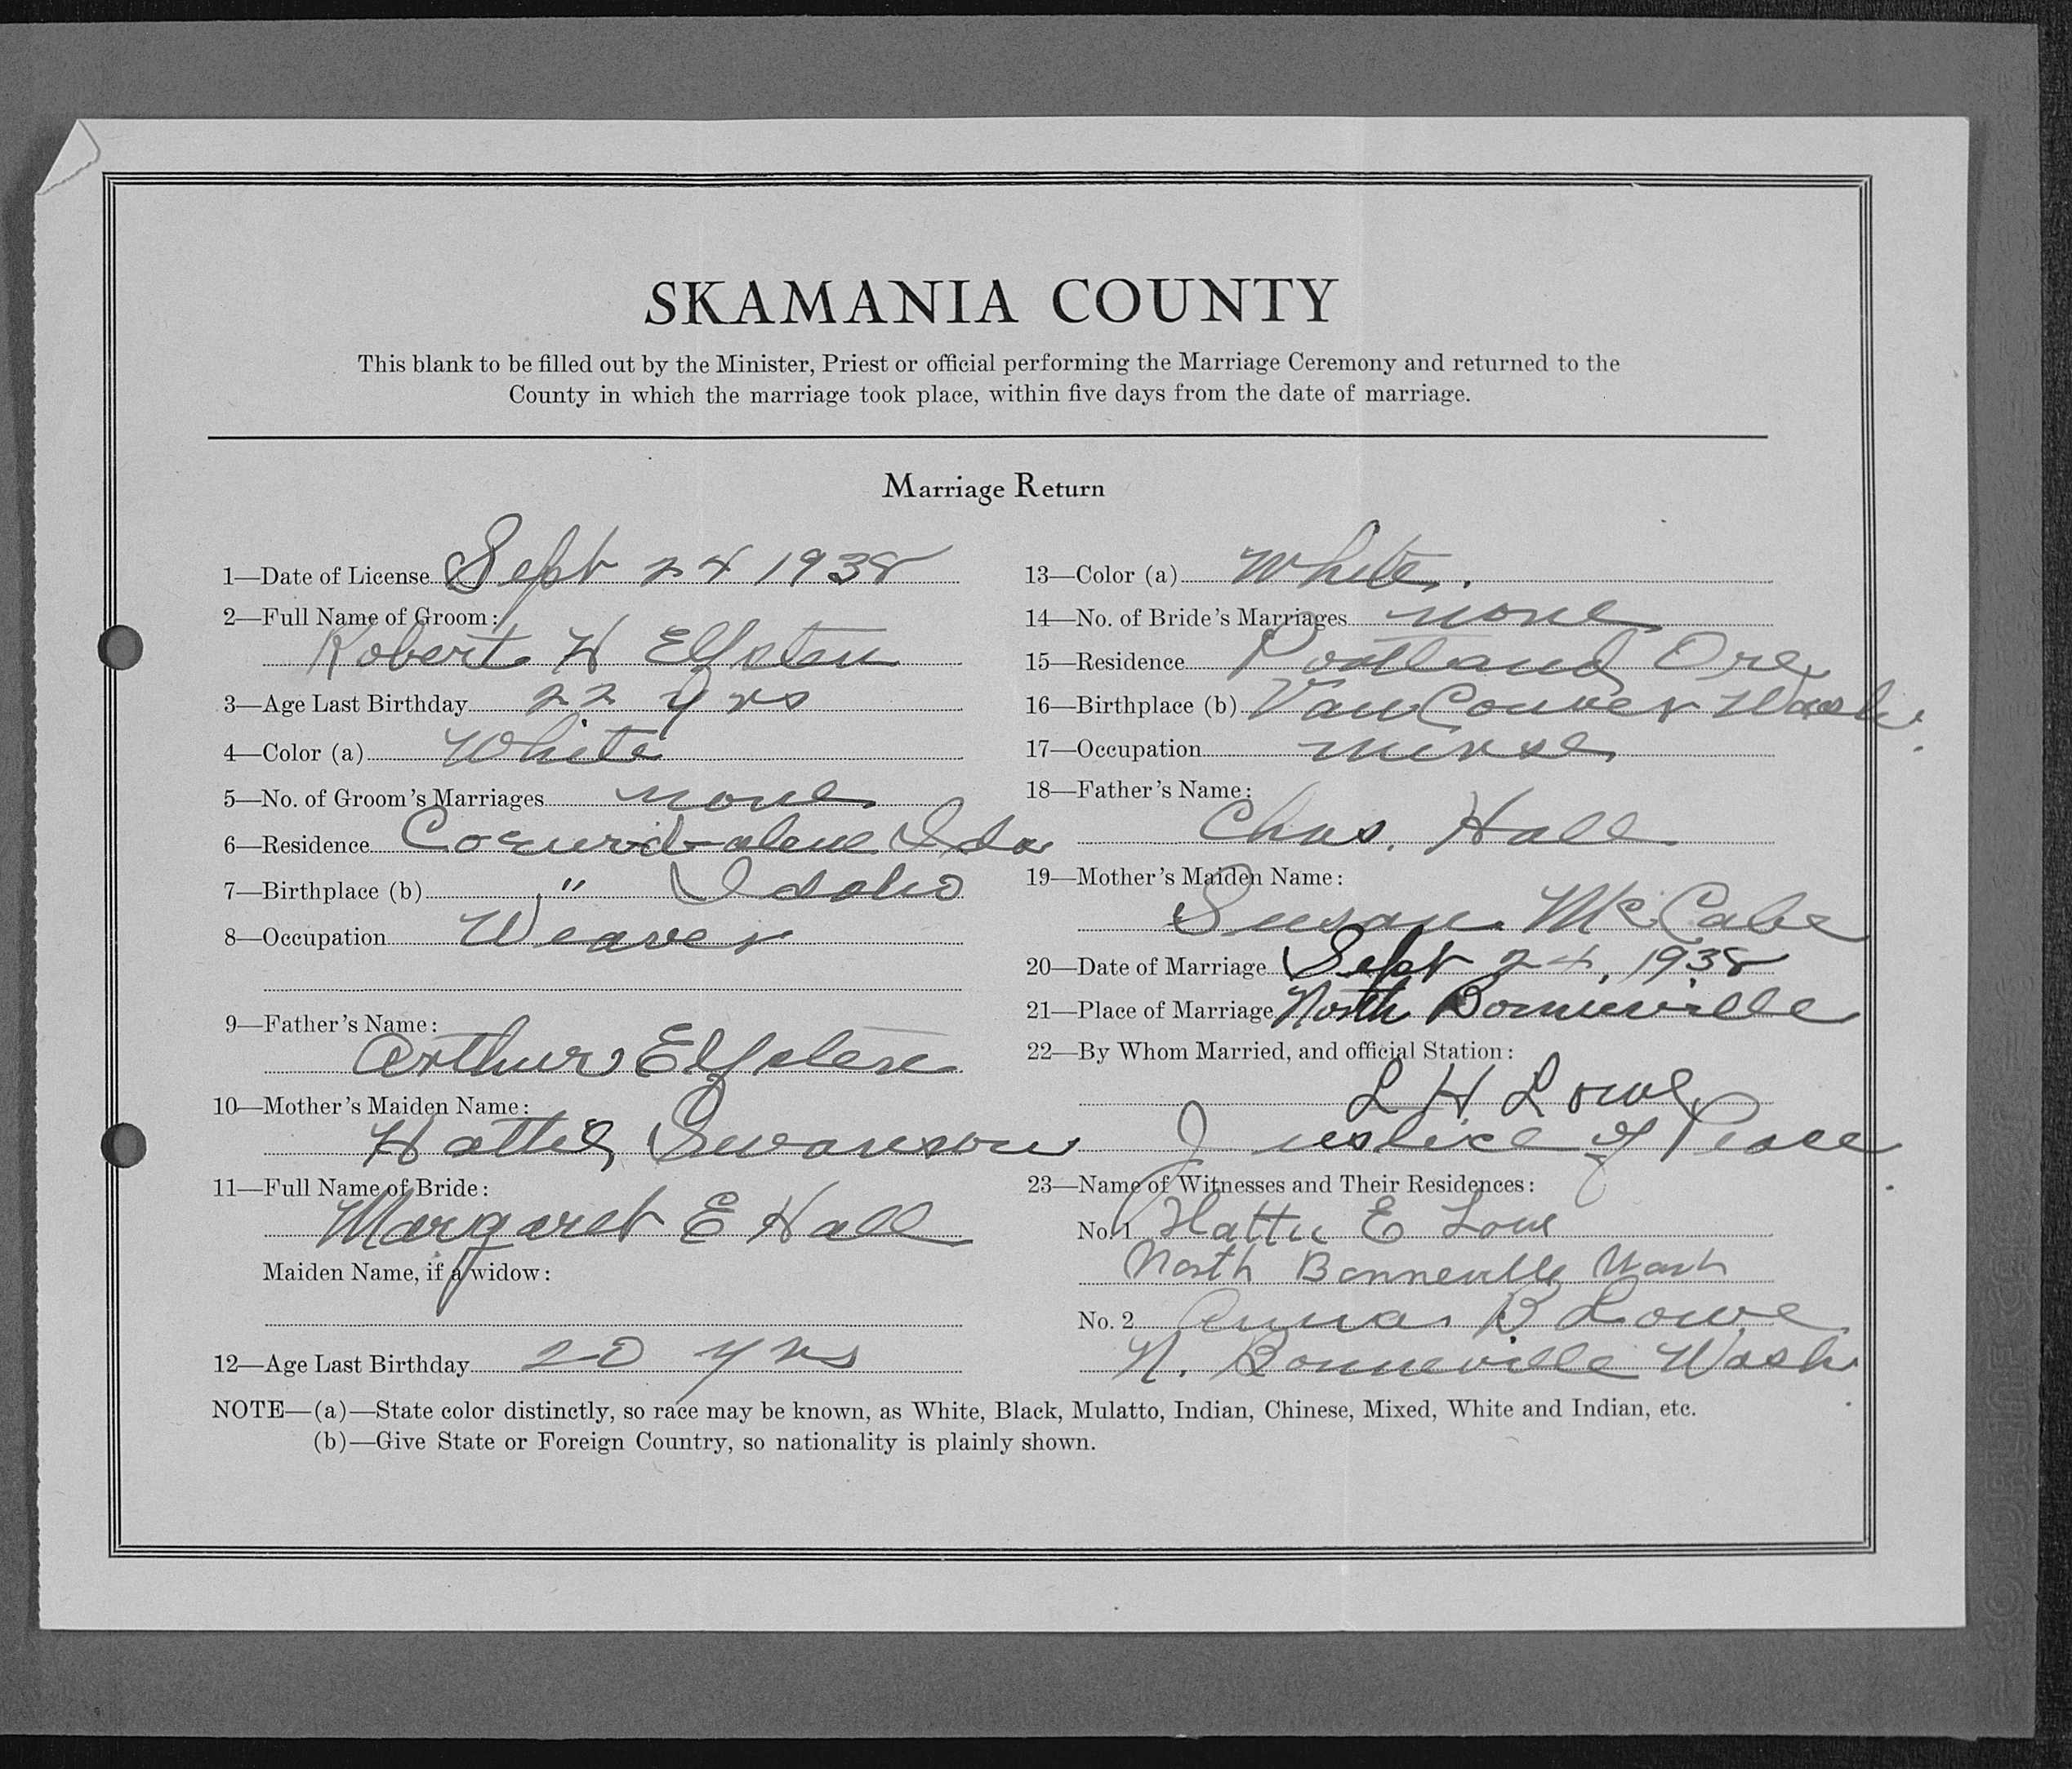 SKAMANIA COUNTY
This blank to be filled out by the Minister, Priest or official performing the Marriage Ceremony and returned to the
County in which the marriage took place, within five days from the date of marriage.
Marriage Return
1—Date of License Sept 24 1938
2—Full Name of Groom:
Robert H Elfsten
3—Age Last Birthday 22 yrs
4—Color (a) White
5—No. of Groom's Marriages none
6—Residence Coeur-d-alene Ida
7—Birthplace (b) " Idaho
8—Occupation Weaver
9—Father's Name:
Arthur Elfsten
10—Mother's Maiden Name:
Hattie Swanson
11—Full Name of Bride:
Margaret E Hall
Maiden Name, if a widow:
12—Age Last Birthday 20 yrs
13—Color (a) White.
14—No. of Bride's Marriages none
15—Residence Portland Ore
16—Birthplace (b) VanCouver Wash.
17—Occupation nurse
18—Father's Name:
Chas. Hall
19—Mother's Maiden Name:
Susan McCabe
20—Date of Marriage Sept 24, 1938
21—Place of Marriage North Bonneville
22—By Whom Married, and official Station:
L H Lowe
Justice of Peace
23—Name of Witnesses and Their Residences:
No. 1 Hattie E Lowe
North Bonneville Wash
No. 2 Anna B Lowe
N. Bonneville Wash.
NOTE—(a)—State color distinctly, so race may be known, as White, Black, Mulatto, Indian, Chinese, Mixed, White and Indian, etc.
(b)—Give State or Foreign Country, so nationality is plainly shown.